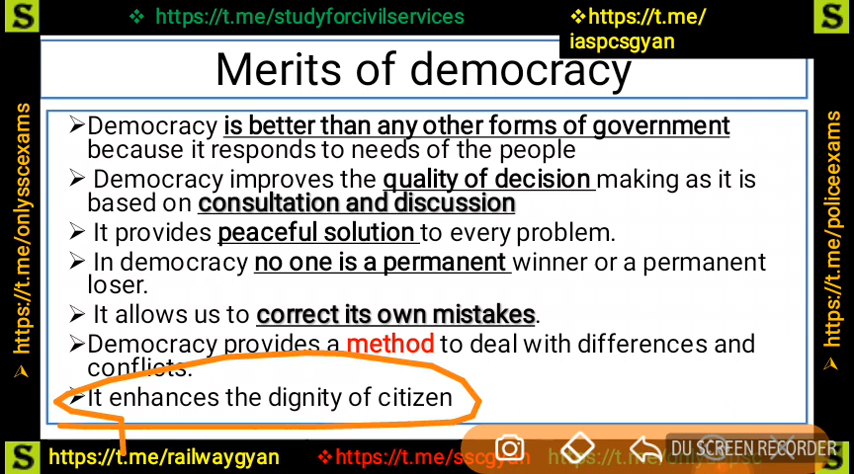 S
❖ https://t.me/studyforcivilservices
❖https://t.me/
iaspcsgyan
S
Merits of democracy
➢Democracy is better than any other forms of government
because it responds to needs of the people
➢ Democracy improves the quality of decision making as it is
based on consultation and discussion
➢ It provides peaceful solution to every problem.
➢ In democracy no one is a permanent winner or a permanent
loser.
➢ It allows us to correct its own mistakes.
➢Democracy provides a method to deal with differences and
conflicts.
➢It enhances the dignity of citizen
➢ https://t.me/onlysscexams
➢ https://t.me/policeexams
S
https://t.me/railwaygyan
❖https://t.me/sscgyan
DU SCREEN RECORDER
S